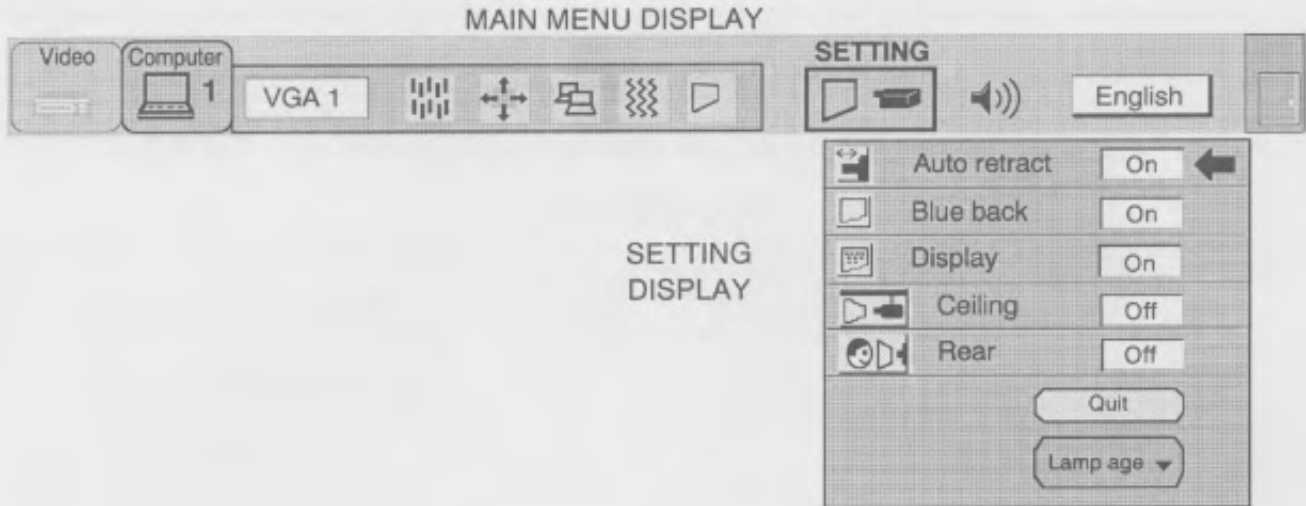 MAIN MENU DISPLAY
Video
Computer
1
VGA 1
SETTING
English
Auto retract On
Blue back On
SETTING
DISPLAY
Display On
Ceiling Off
Rear Off
Quit
Lamp age